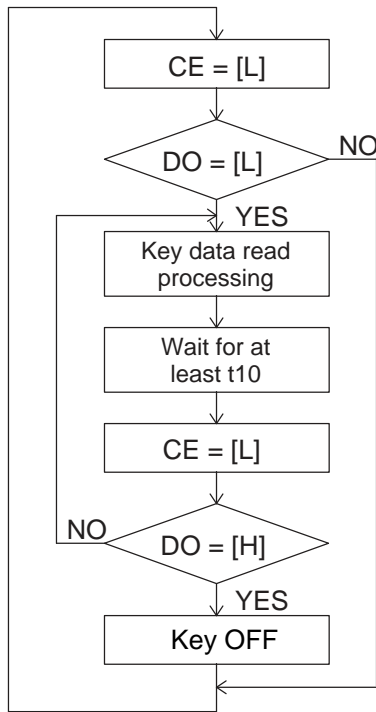 CE = [L]
DO = [L]
NO
YES
Key data read
processing
Wait for at
least t10
CE = [L]
NO
DO = [H]
YES
Key OFF